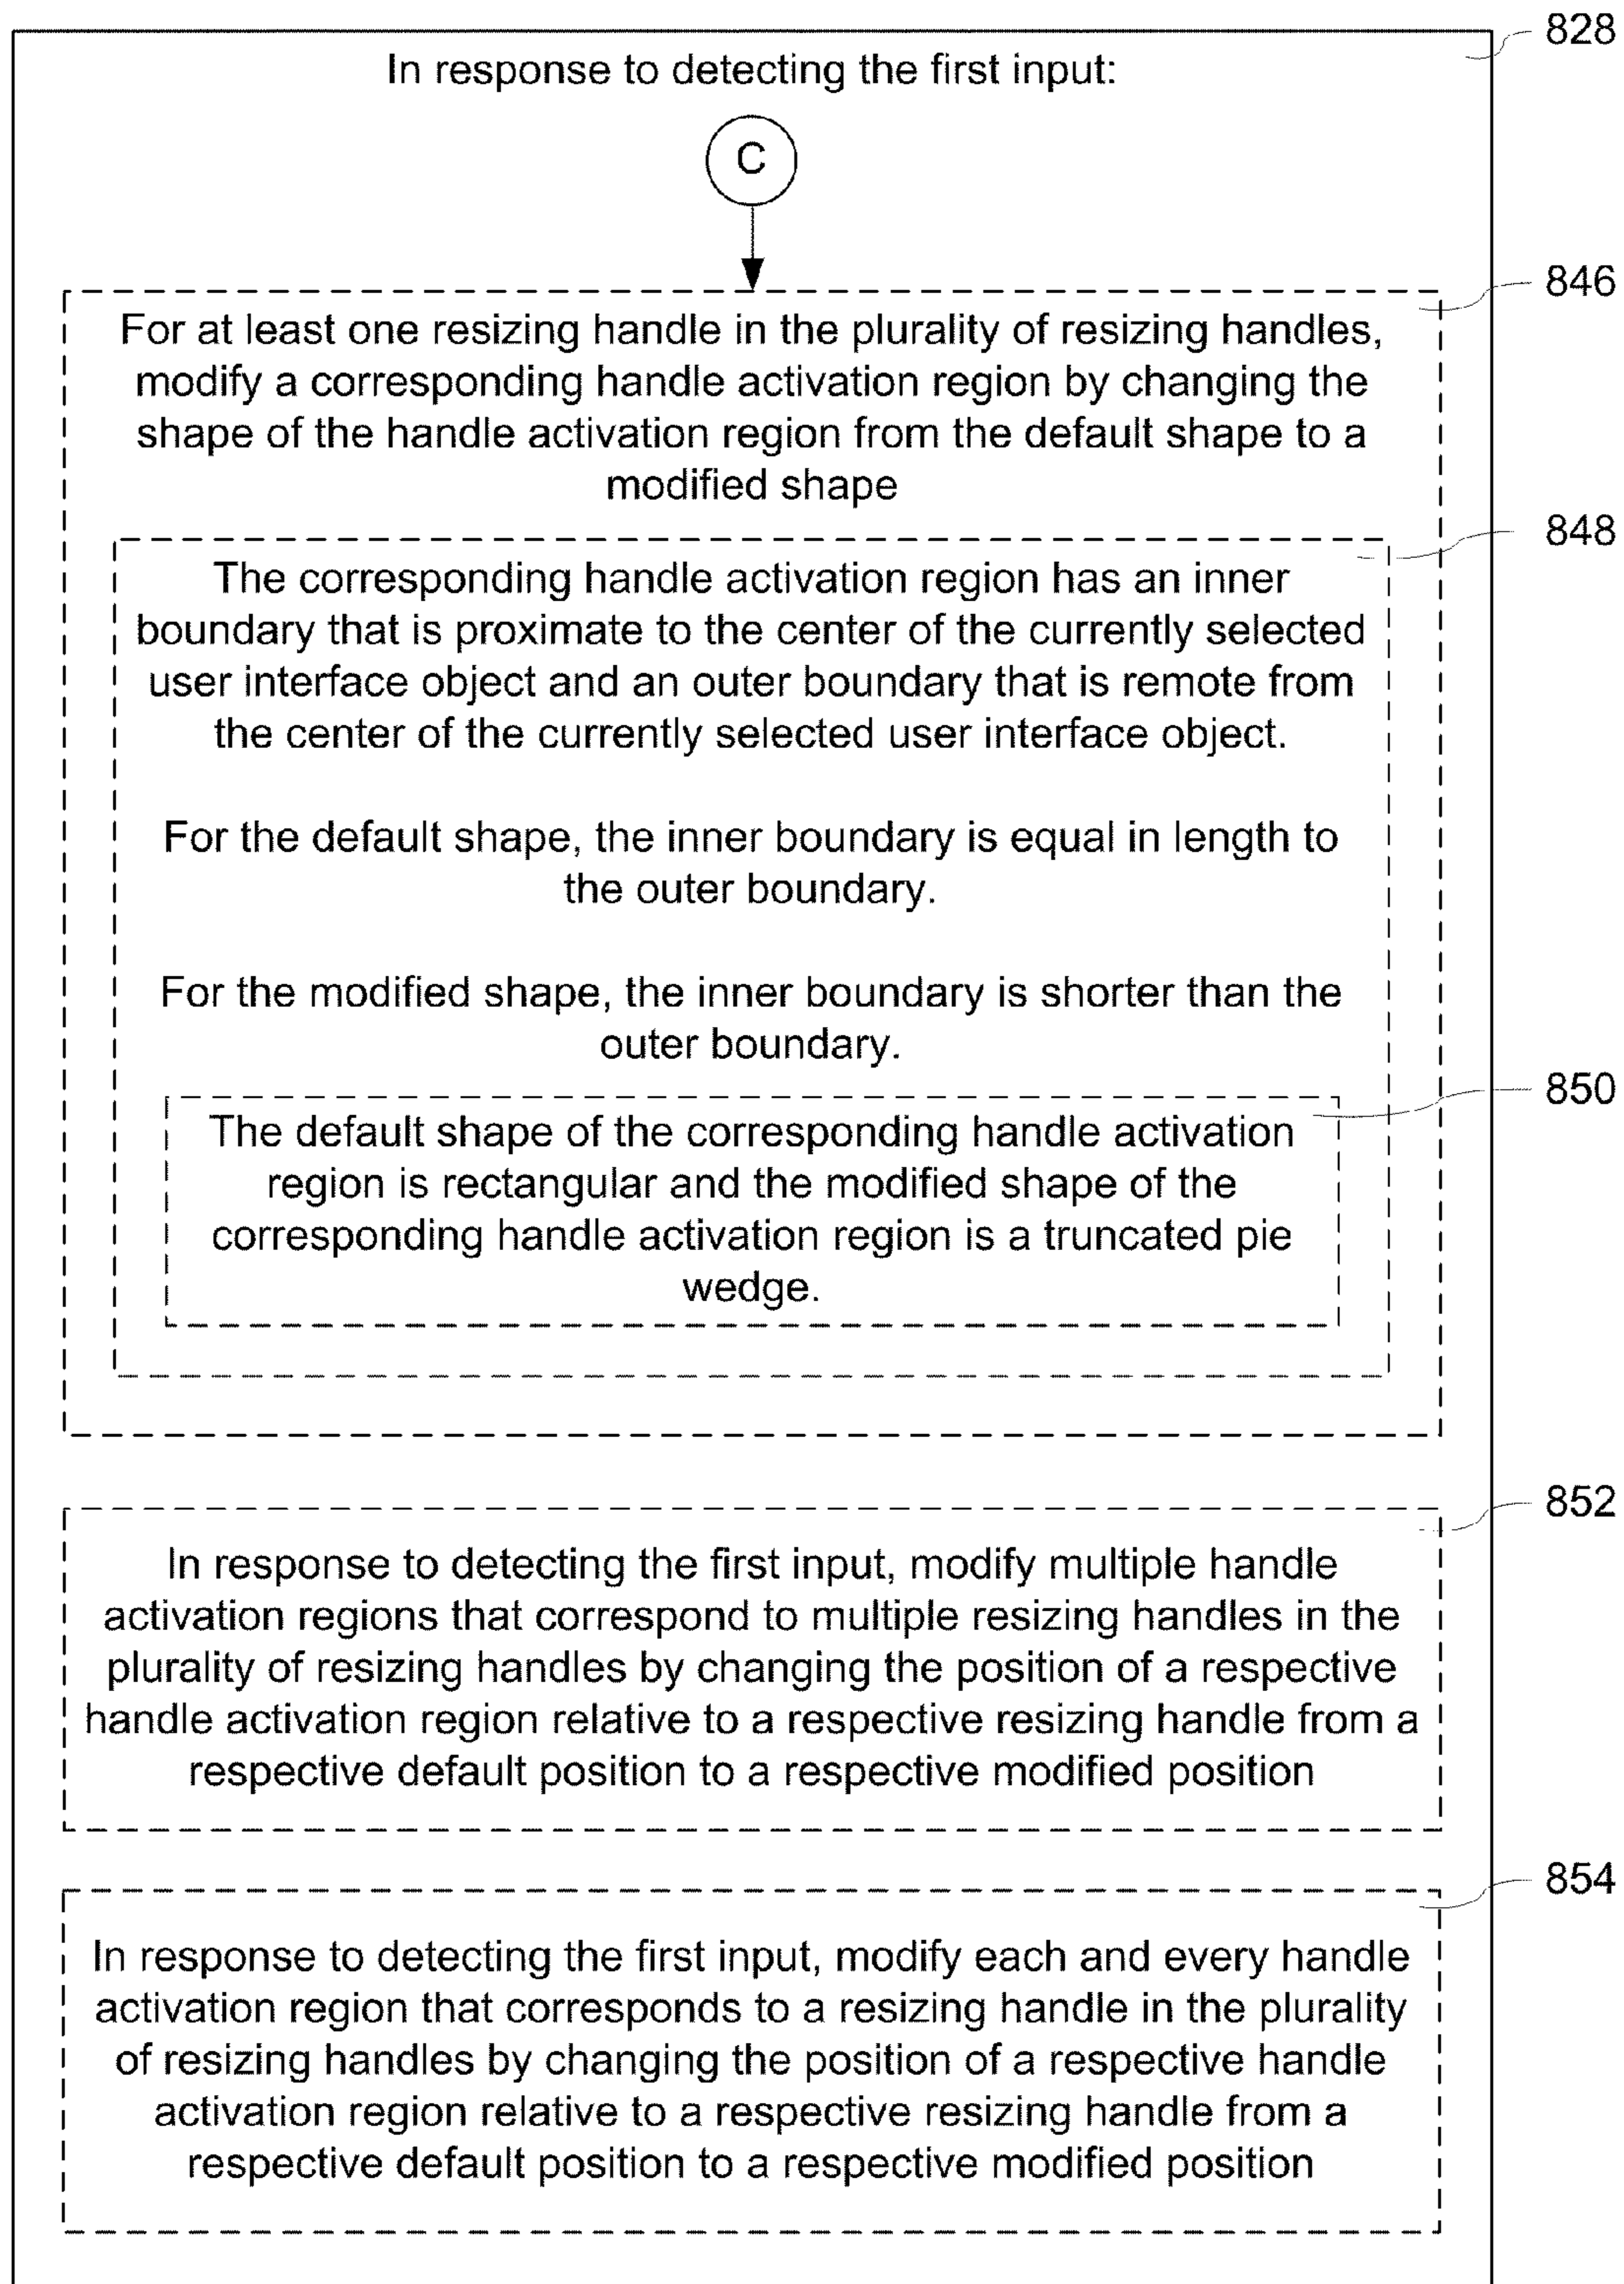 828
In response to detecting the first input:
C
846
For at least one resizing handle in the plurality of resizing handles,
modify a corresponding handle activation region by changing the
shape of the handle activation region from the default shape to a
modified shape
848
The corresponding handle activation region has an inner
boundary that is proximate to the center of the currently selected
user interface object and an outer boundary that is remote from
the center of the currently selected user interface object.
For the default shape, the inner boundary is equal in length to
the outer boundary.
For the modified shape, the inner boundary is shorter than the
outer boundary.
850
The default shape of the corresponding handle activation
region is rectangular and the modified shape of the
corresponding handle activation region is a truncated pie
wedge.
852
In response to detecting the first input, modify multiple handle
activation regions that correspond to multiple resizing handles in the
plurality of resizing handles by changing the position of a respective
handle activation region relative to a respective resizing handle from a
respective default position to a respective modified position
854
In response to detecting the first input, modify each and every handle
activation region that corresponds to a resizing handle in the plurality
of resizing handles by changing the position of a respective handle
activation region relative to a respective resizing handle from a
respective default position to a respective modified position